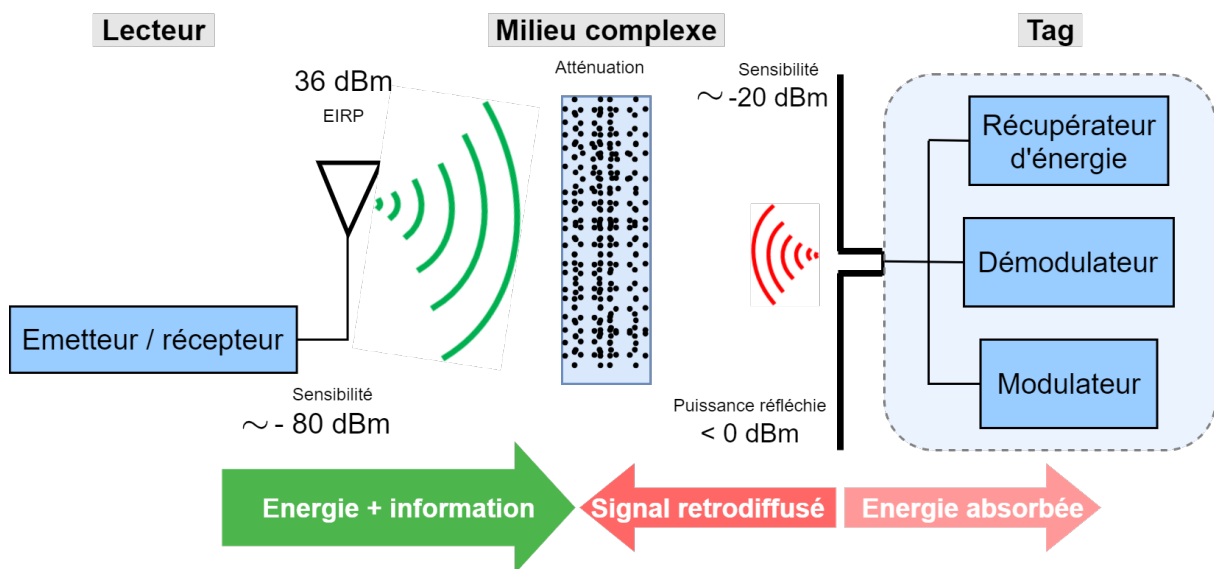 Lecteur
Milieu complexe
Tag
36 dBm
EIRP
Atténuation
Sensibilité
~ -20 dBm
Récupérateur
d'énergie
Démodulateur
Emetteur / récepteur
Modulateur
Sensibilité
~ - 80 dBm
Puissance réfléchie
< 0 dBm
Energie + information
Signal retrodiffusé
Energie absorbée